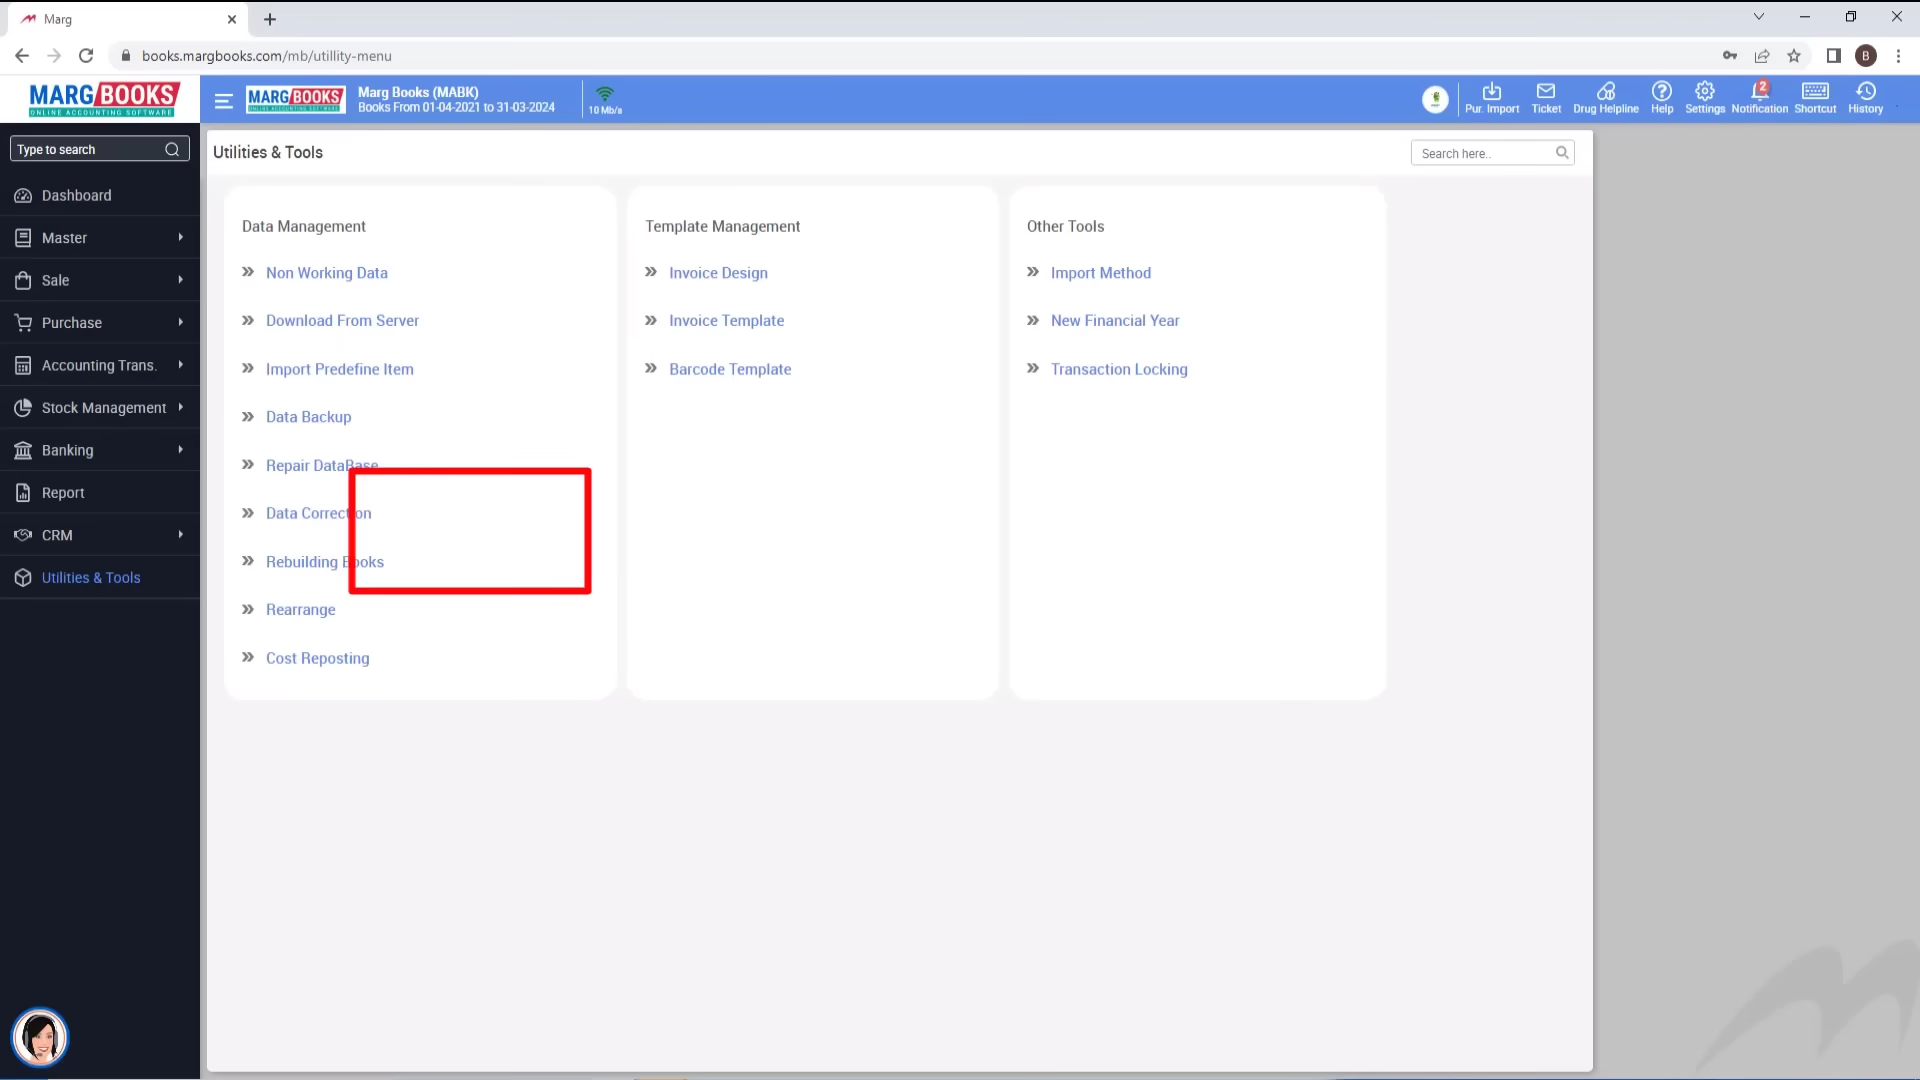 Marg
books.margbooks.com/mb/utillity-menu
B
MARG BOOKS
ONLINE ACCOUNTING SOFTWARE
MARG BOOKS
ONLINE ACCOUNTING SOFTWARE
Marg Books (MABK)
Books From 01-04-2021 to 31-03-2024
10 Mb/s
Pur. Import
Ticket
Drug Helpline
Help
Settings
2
Notification
Shortcut
History
Type to search
Dashboard
Master
Sale
Purchase
Accounting Trans.
Stock Management
Banking
Report
CRM
Utilities & Tools
Utilities & Tools
Search here..
Data Management
Non Working Data
Download From Server
Import Predefine Item
Data Backup
Repair DataBase
Data Correction
Rebuilding Books
Rearrange
Cost Reposting
Template Management
Invoice Design
Invoice Template
Barcode Template
Other Tools
Import Method
New Financial Year
Transaction Locking